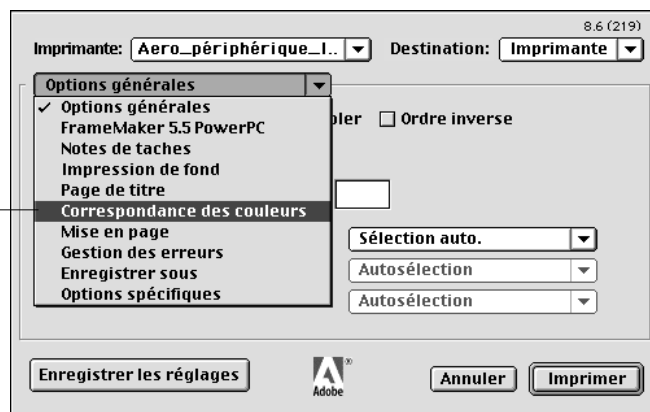 8.6 (219)
Imprimante: Aero_périphérique_I.. Destination: Imprimante
Options générales
✓ Options générales
FrameMaker 5.5 PowerPC
Notes de taches
Impression de fond
Page de titre
Correspondance des couleurs
Mise en page
Gestion des erreurs
Enregistrer sous
Options spécifiques
Ordre inverse
Sélection auto.
Autosélection
Autosélection
Enregistrer les réglages
Adobe
Annuler Imprimer